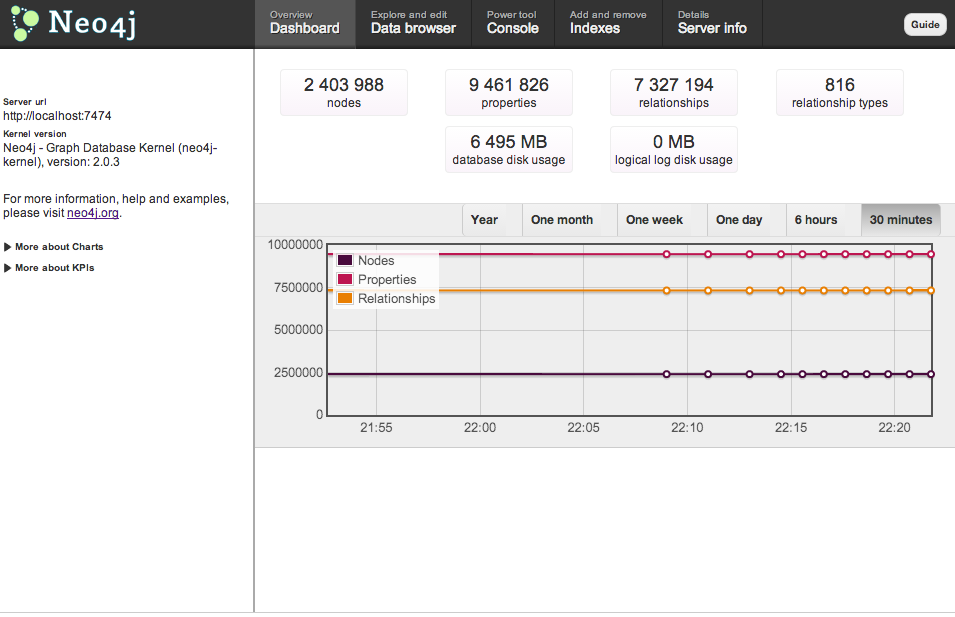 Neo4j
Overview
Dashboard
Explore and edit
Data browser
Power tool
Console
Add and remove
Indexes
Details
Server info
Guide
Server url
http://localhost:7474
Kernel version
Neo4j - Graph Database Kernel (neo4j-
kernel), version: 2.0.3
For more information, help and examples,
please visit neo4j.org.
More about Charts
More about KPIs
2 403 988
nodes
9 461 826
properties
7 327 194
relationships
816
relationship types
6 495 MB
database disk usage
0 MB
logical log disk usage
Year
One month
One week
One day
6 hours
30 minutes
10000000
7500000
5000000
2500000
0
Nodes
Properties
Relationships
21:55
22:00
22:05
22:10
22:15
22:20